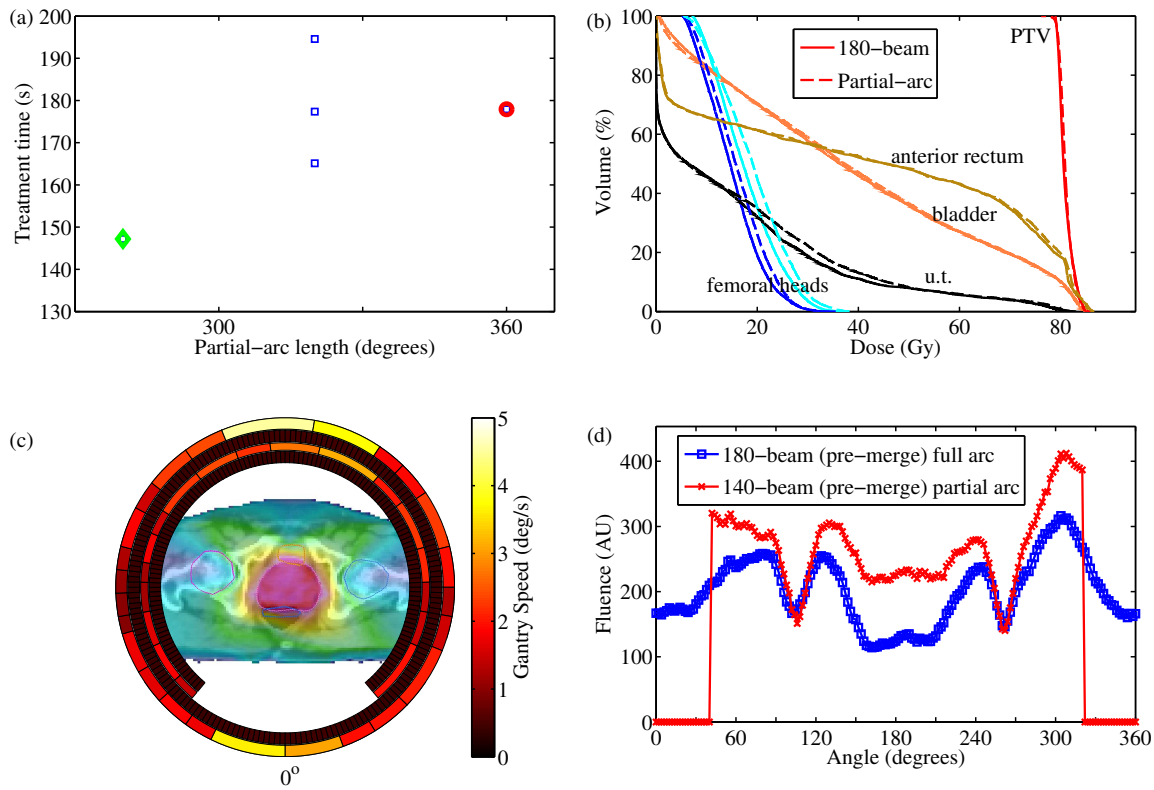 (a)
200
190
180
170
160
150
140
130
Treatment time (s)
300
360
Partial−arc length (degrees)
(b)
100
80
60
40
20
0
Volume (%)
180−beam
Partial−arc
PTV
anterior rectum
bladder
u.t.
femoral heads
0
20
40
60
80
Dose (Gy)
(c)
0°
5
4
3
2
1
0
Gantry Speed (deg/s)
(d)
400
300
200
100
0
Fluence (AU)
180−beam (pre−merge) full arc
140−beam (pre−merge) partial arc
0
60
120
180
240
300
360
Angle (degrees)